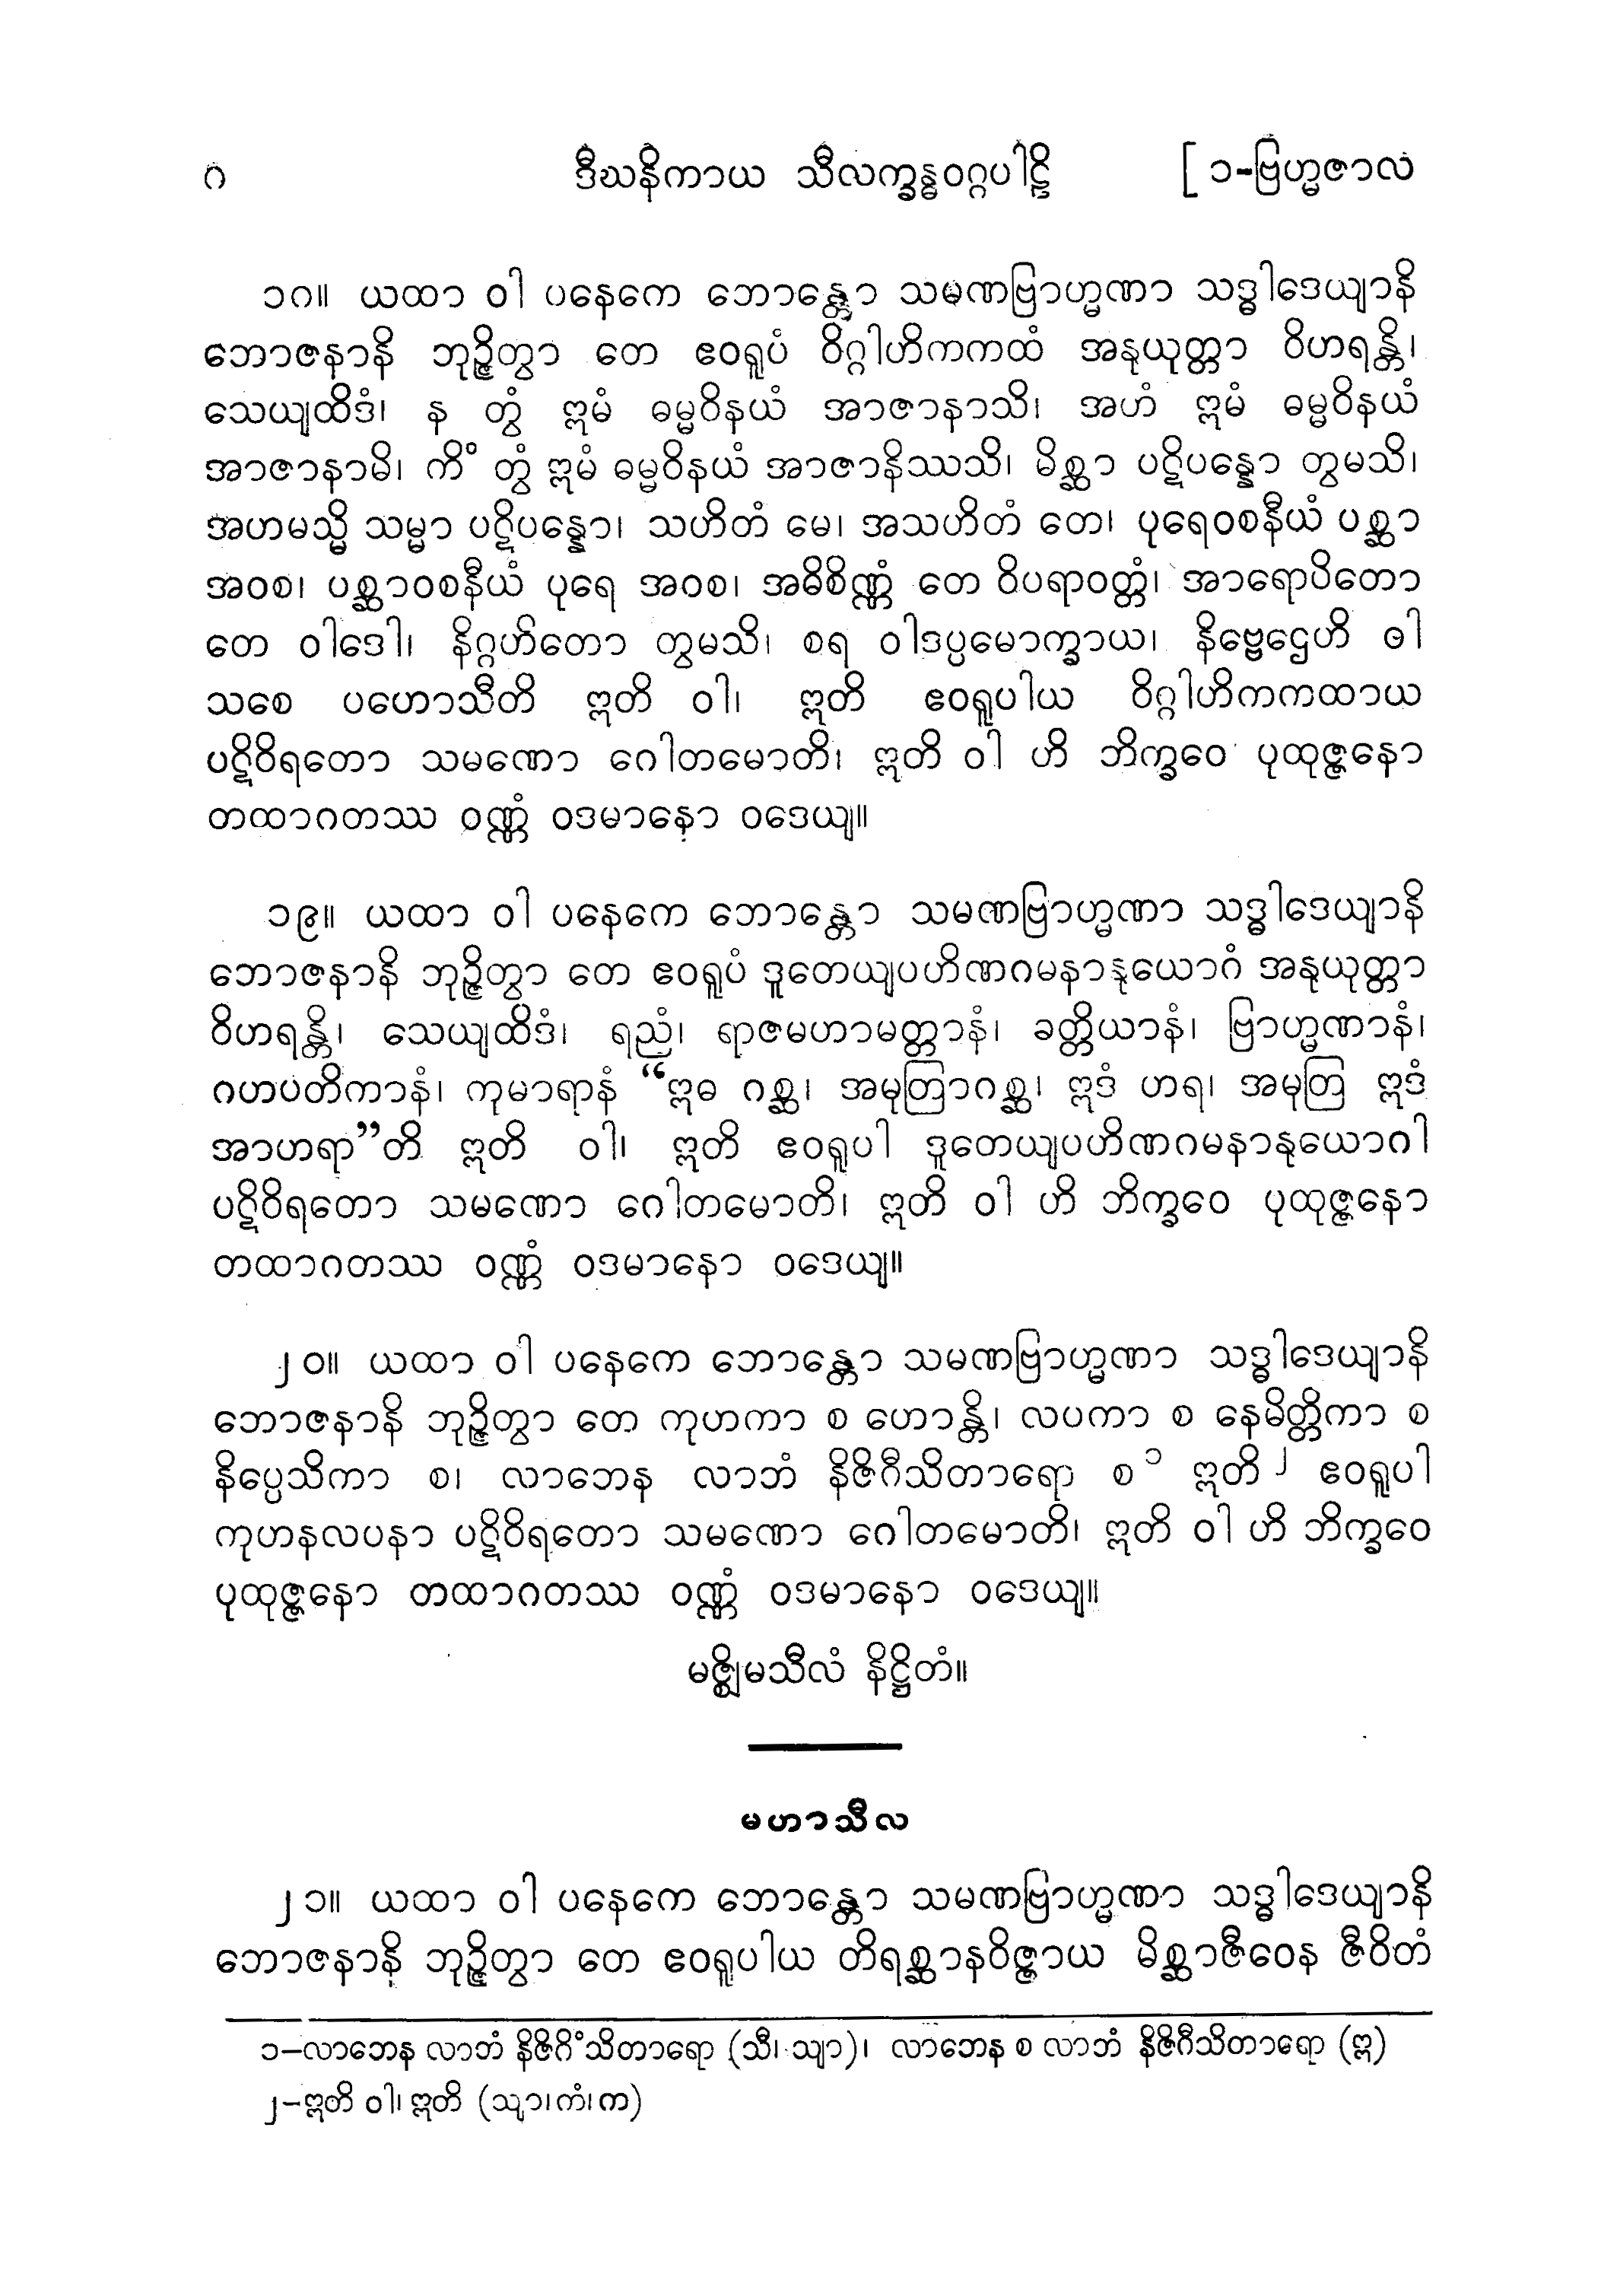 ၈ ဒီဃနိကာယ သီလက္ခန္ဓဝဂ္ဂပါဠိ [ ၁-ဗြဟ္မဇာလ
၁၈။ ယထာ ဝါ ပနေကေ ဘောန္တော သမဏဗြာဟ္မဏာ သဒ္ဓါဒေယျာနိ
ဘောဇနာနိ ဘုဉ္ဇိတွာ တေ ဧဝရူပံ ဝိဂ္ဂါဟိကကထံ အနုယုတ္တာ ဝိဟရန္တိ၊
သေယျထိဒံ၊ န တွံ ဣမံ ဓမ္မဝိနယံ အာဇာနာသိ၊ အဟံ ဣမံ ဓမ္မဝိနယံ
အာဇာနာမိ၊ ကိံ တွံ ဣမံ ဓမ္မဝိနယံ အာဇာနိဿသိ၊ မိစ္ဆာ ပဋိပန္နော တွမသိ၊
အဟမသ္မိ သမ္မာ ပဋိပန္နော၊ သဟိတံ မေ၊ အသဟိတံ တေ၊ ပုရေဝစနီယံ ပစ္ဆာ
အဝစ၊ ပစ္ဆာဝစနီယံ ပုရေ အဝစ၊ အဓိစိဏ္ဏံ တေ ဝိပရာဝတ္တံ၊ အာရောပိတော
တေ ဝါဒေါ၊ နိဂ္ဂဟိတော တွမသိ၊ စရ ဝါဒပ္ပမောက္ခာယ၊ နိဗ္ဗေဌေဟိ ဝါ
သစေ ပဟောသီတိ ဣတိ ဝါ၊ ဣတိ ဧဝရူပါယ ဝိဂ္ဂါဟိကကထာယ
ပဋိဝိရတော သမဏော ဂေါတမောတိ၊ ဣတိ ဝါ ဟိ ဘိက္ခဝေ ပုထုဇ္ဇနော
တထာဂတဿ ဝဏ္ဏံ ဝဒမာနော ဝဒေယျ။
၁၉။ ယထာ ဝါ ပနေကေ ဘောန္တော သမဏဗြာဟ္မဏာ သဒ္ဓါဒေယျာနိ
ဘောဇနာနိ ဘုဉ္ဇိတွာ တေ ဧဝရူပံ ဒူတေယျပဟိဏဂမနာနုယောဂံ အနုယုတ္တာ
ဝိဟရန္တိ၊ သေယျထိဒံ၊ ရညံ၊ ရာဇမဟာမတ္တာနံ၊ ခတ္တိယာနံ၊ ဗြာဟ္မဏာနံ၊
ဂဟပတိကာနံ၊ ကုမာရာနံ “ဣဓ ဂစ္ဆ၊ အမုတြာဂစ္ဆ၊ ဣဒံ ဟရ၊ အမုတြ ဣဒံ
အာဟရာ”တိ ဣတိ ဝါ၊ ဣတိ ဧဝရူပါ ဒူတေယျပဟိဏဂမနာနုယောဂါ
ပဋိဝိရတော သမဏော ဂေါတမောတိ၊ ဣတိ ဝါ ဟိ ဘိက္ခဝေ ပုထုဇ္ဇနော
တထာဂတဿ ဝဏ္ဏံ ဝဒမာနော ဝဒေယျ။
၂၀။ ယထာ ဝါ ပနေကေ ဘောန္တော သမဏဗြာဟ္မဏာ သဒ္ဓါဒေယျာနိ
ဘောဇနာနိ ဘုဉ္ဇိတွာ တေ ကုဟကာ စ ဟောန္တိ၊ လပကာ စ နေမိတ္တိကာ စ
နိပ္ပေသိကာ စ၊ လာဘေန လာဘံ နိဇိဂီသိတာရော စ ၁ ဣတိ ၂ ဧဝရူပါ
ကုဟနလပနာ ပဋိဝိရတော သမဏော ဂေါတမောတိ၊ ဣတိ ဝါ ဟိ ဘိက္ခဝေ
ပုထုဇ္ဇနော တထာဂတဿ ဝဏ္ဏံ ဝဒမာနော ဝဒေယျ။
မဇ္ဈိမသီလံ နိဋ္ဌိတံ။
မဟာသီလ
၂၁။ ယထာ ဝါ ပနေကေ ဘောန္တော သမဏဗြာဟ္မဏာ သဒ္ဓါဒေယျာနိ
ဘောဇနာနိ ဘုဉ္ဇိတွာ တေ ဧဝရူပါယ တိရစ္ဆာနဝိဇ္ဇာယ မိစ္ဆာဇီဝေန ဇီဝိတံ
၁–လာဘေန လာဘံ နိဇိဂိံသိတာရော (သီ၊ သျာ)၊ လာဘေန စ လာဘံ နိဇိဂီသိတာရော (ဣ)
၂–ဣတိ ဝါ၊ ဣတိ (သျာ၊ကံ၊က)